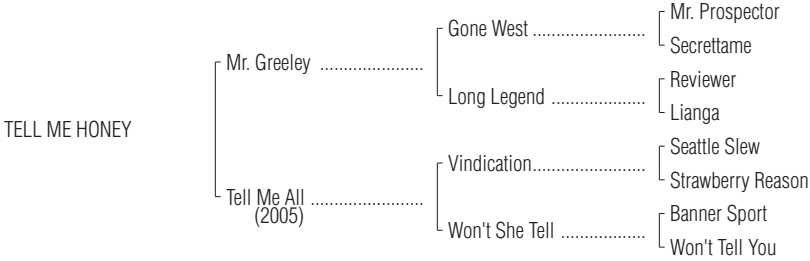 Mr. Prospector
Gone West ........................
Secrettame
Mr. Greeley ......................
Reviewer
Long Legend ....................
Lianga
TELL ME HONEY
Seattle Slew
Vindication........................
Strawberry Reason
Tell Me All ........................
(2005)
Banner Sport
Won't She Tell ..................
Won't Tell You